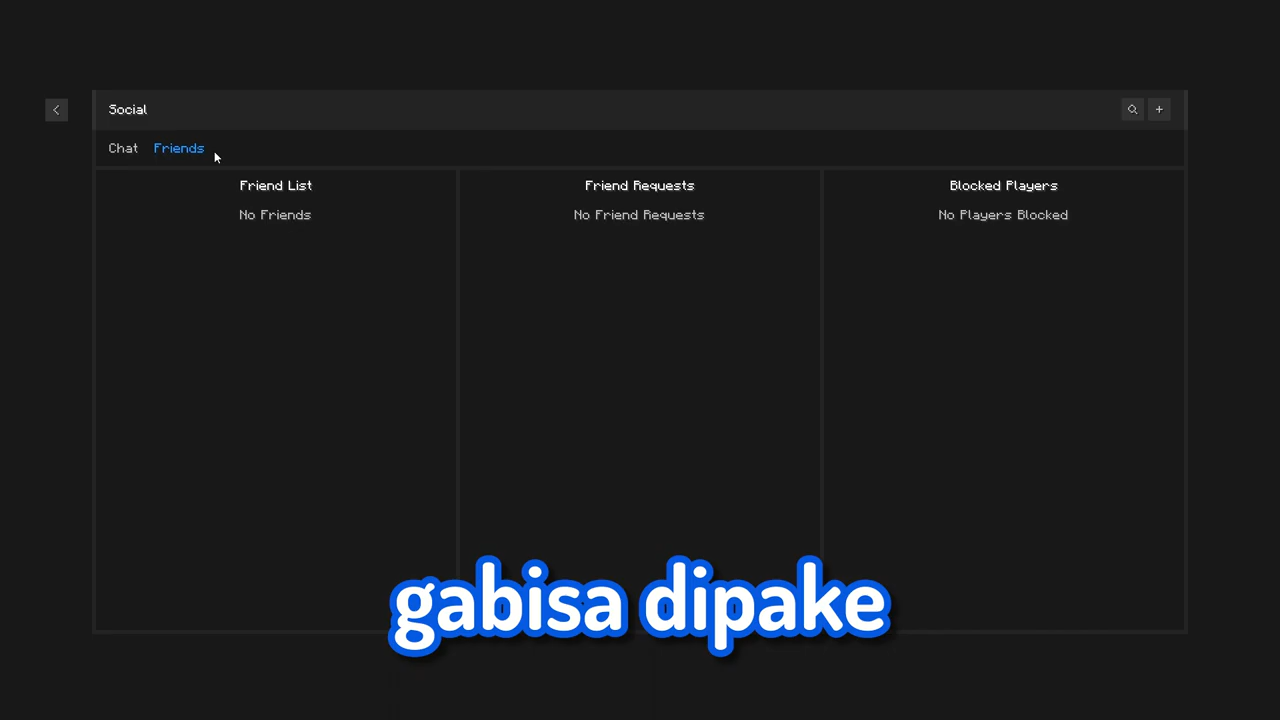 Social
Chat Friends
Friend List
No Friends
Friend Requests
No Friend Requests
Blocked Players
No Players Blocked
gabisa dipake